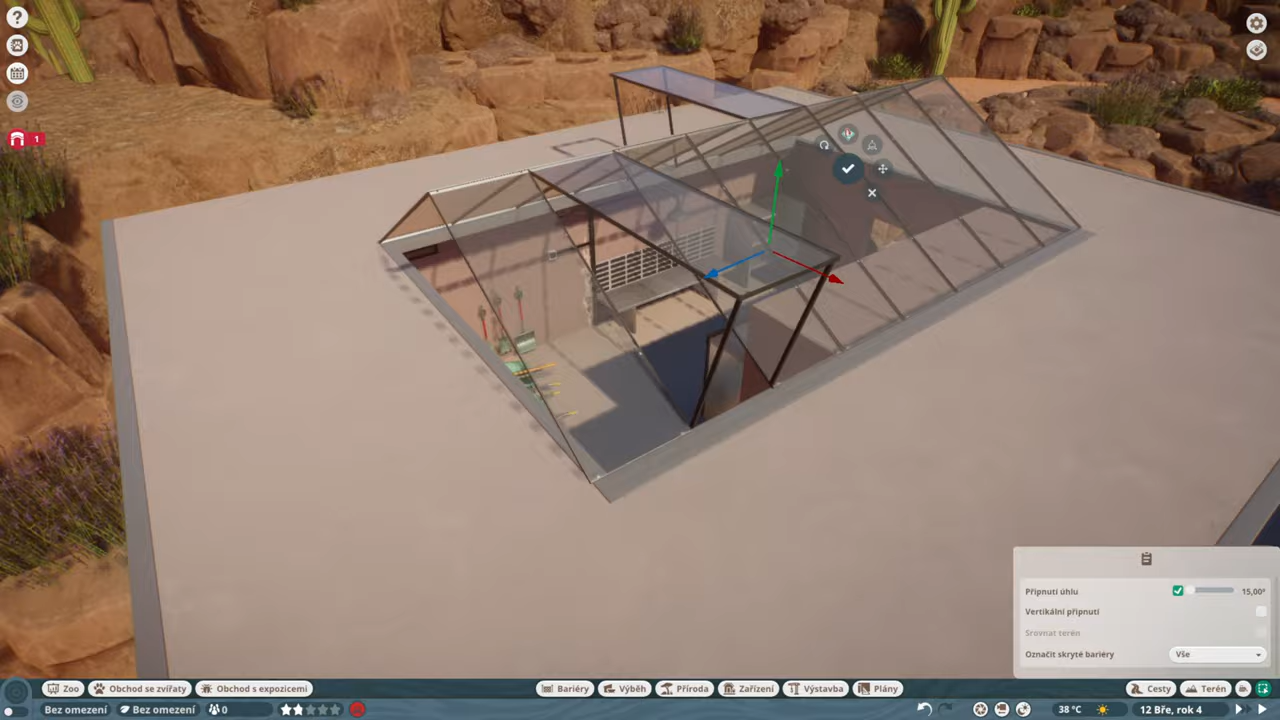 ?
1
Připnutí úhlu
15,00°
Vertikální připnutí
Srovnat terén
Označit skryté bariéry
Vše
Zoo
Obchod se zvířaty
Obchod s expozicemi
Bariéry
Výběh
Příroda
Zařízení
Výstavba
Plány
Cesty
Terén
Bez omezení
Bez omezení
0
38 °C
12 Bře, rok 4